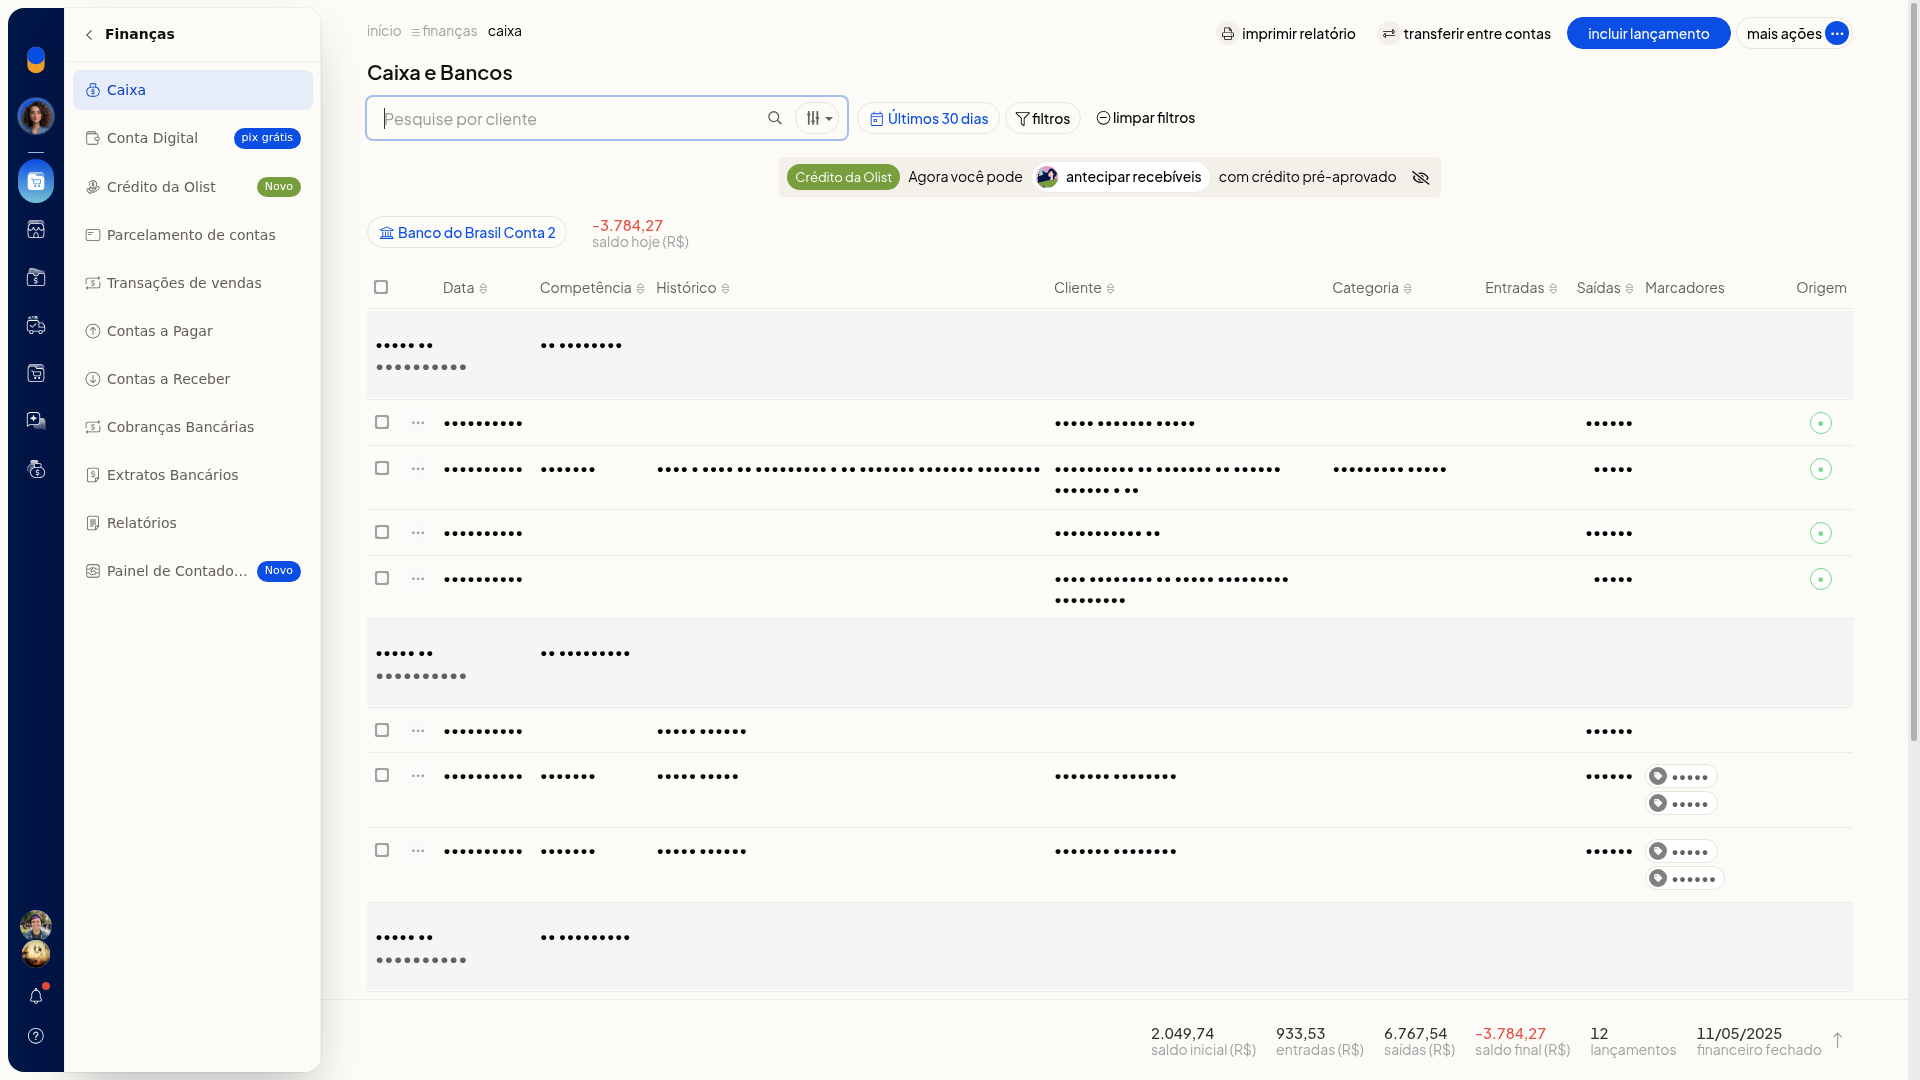 Finanças
Caixa
Conta Digital pix grátis
Crédito da Olist Novo
Parcelamento de contas
Transações de vendas
Contas a Pagar
Contas a Receber
Cobranças Bancárias
Extratos Bancários
Relatórios
Painel de Contado... Novo
início finanças caixa
imprimir relatório transferir entre contas incluir lançamento mais ações
Caixa e Bancos
Pesquise por cliente Últimos 30 dias filtros limpar filtros
Crédito da Olist Agora você pode antecipar recebíveis com crédito pré-aprovado
Banco do Brasil Conta 2 -3.784,27
saldo hoje (R$)
Data Competência Histórico Cliente Categoria Entradas Saídas Marcadores Origem
2.049,74 933,53 6.767,54 -3.784,27 12 11/05/2025
saldo inicial (R$) entradas (R$) saídas (R$) saldo final (R$) lançamentos financeiro fechado